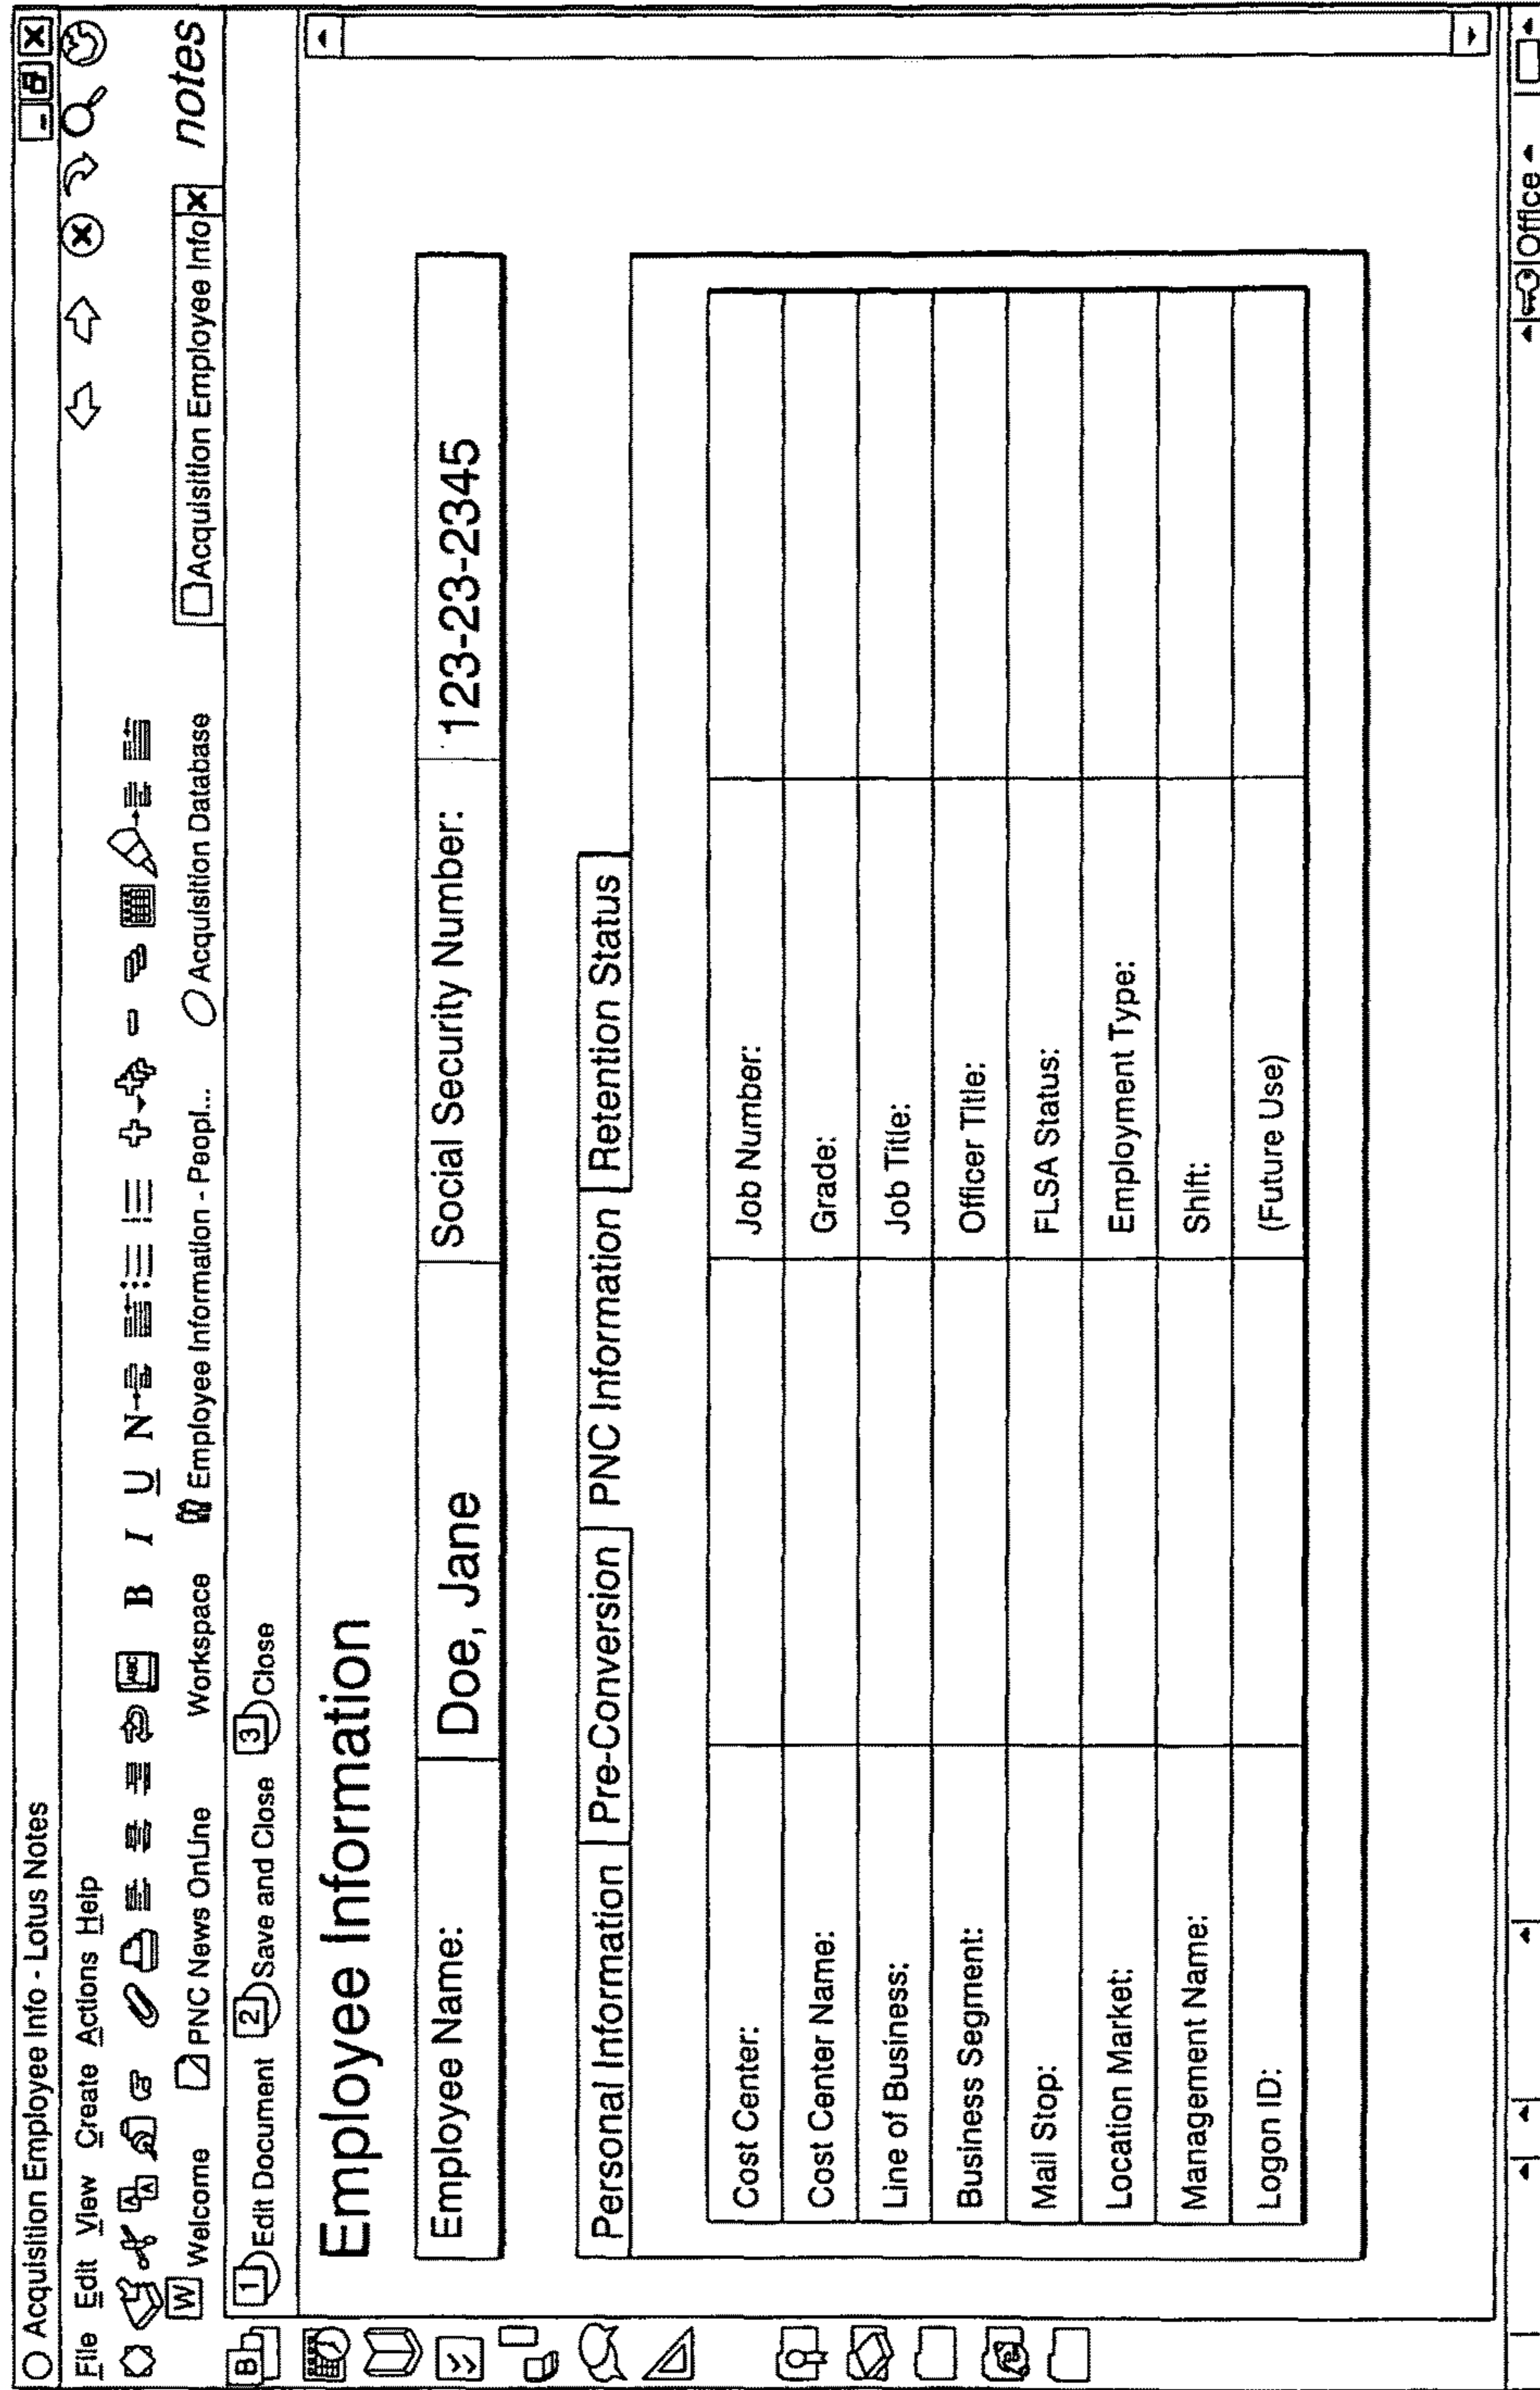 Acquisition Employee Info - Lotus Notes
File Edit View Create Actions Help
ABC B I U N
W Welcome PNC News OnLine Workspace Employee Information - Peopl... Acquisition Database Acquisition Employee Info notes
1 Edit Document 2 Save and Close 3 Close
Employee Information
Employee Name: Doe, Jane Social Security Number: 123-23-2345
Personal Information Pre-Conversion PNC Information Retention Status
Cost Center: Job Number:
Cost Center Name: Grade:
Line of Business: Job Title:
Business Segment: Officer Title:
Mail Stop: FLSA Status:
Location Market: Employment Type:
Management Name: Shift:
Logon ID: (Future Use)
Office